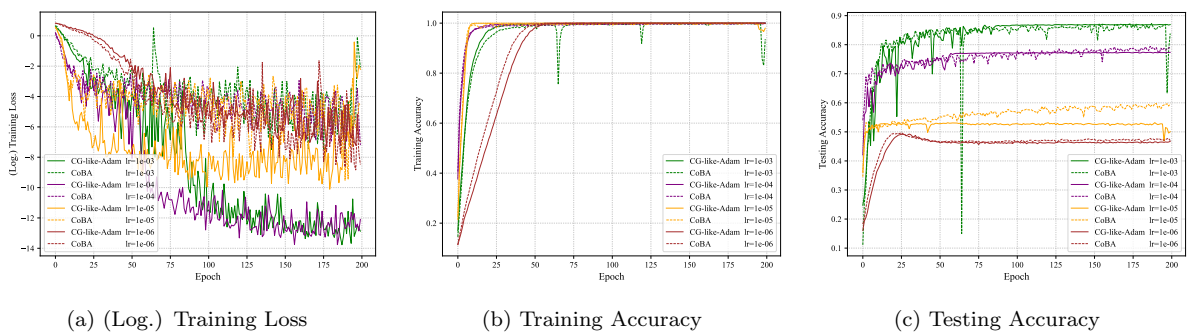 0
−2
−4
−6
−8
−10
−12
−14
(Log.) Training Loss
CG-like-Adam lr=1e-03
CoBA lr=1e-03
CG-like-Adam lr=1e-04
CoBA lr=1e-04
CG-like-Adam lr=1e-05
CoBA lr=1e-05
CG-like-Adam lr=1e-06
CoBA lr=1e-06
0 25 50 75 100 125 150 175 200
Epoch
(a) (Log.) Training Loss
1.0
0.8
0.6
0.4
0.2
Training Accuracy
CG-like-Adam lr=1e-03
CoBA lr=1e-03
CG-like-Adam lr=1e-04
CoBA lr=1e-04
CG-like-Adam lr=1e-05
CoBA lr=1e-05
CG-like-Adam lr=1e-06
CoBA lr=1e-06
0 25 50 75 100 125 150 175 200
Epoch
(b) Training Accuracy
0.9
0.8
0.7
0.6
0.5
0.4
0.3
0.2
0.1
Testing Accuracy
CG-like-Adam lr=1e-03
CoBA lr=1e-03
CG-like-Adam lr=1e-04
CoBA lr=1e-04
CG-like-Adam lr=1e-05
CoBA lr=1e-05
CG-like-Adam lr=1e-06
CoBA lr=1e-06
0 25 50 75 100 125 150 175 200
Epoch
(c) Testing Accuracy